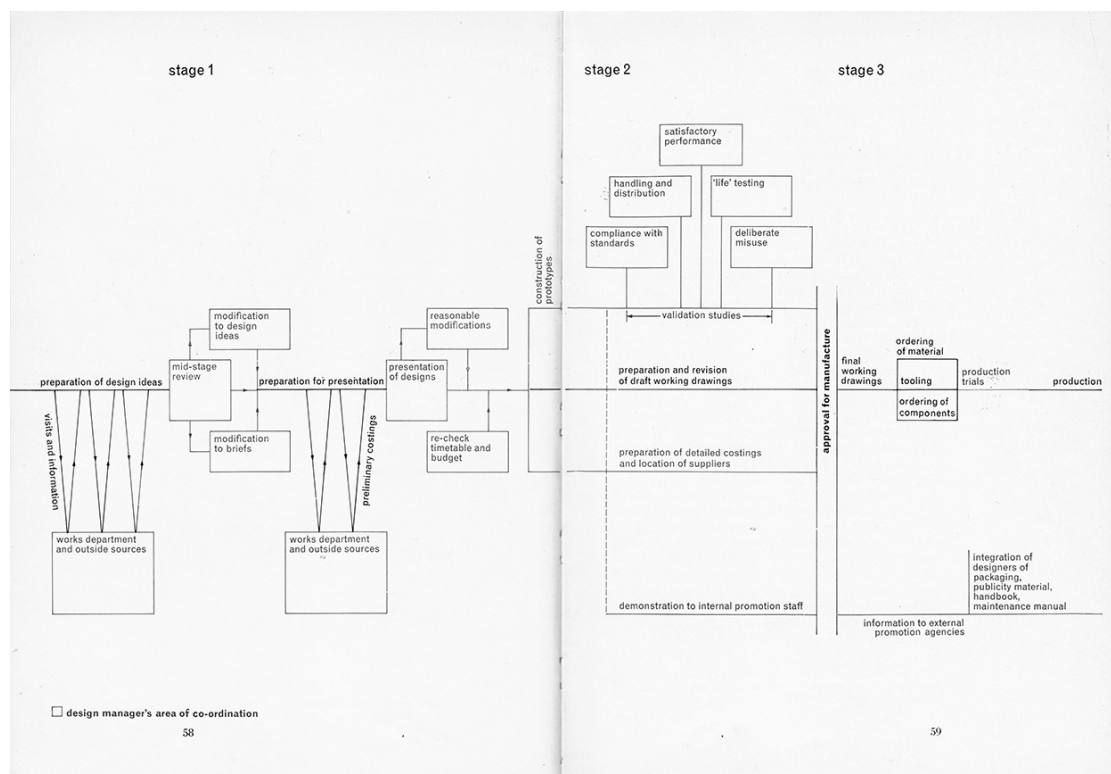 stage 1
modification
to design
ideas
reasonable
modifications
mid-stage
review
presentation
of designs
preparation of design ideas
preparation for presentation
visits and information
modification
to briefs
preliminary costings
re-check
timetable and
budget
works department
and outside sources
works department
and outside sources
design manager's area of co-ordination
58
construction of
prototypes
stage 2
stage 3
satisfactory
performance
handling and
distribution
'life' testing
compliance with
standards
deliberate
misuse
validation studies
preparation and revision
of draft working drawings
preparation of detailed costings
and location of suppliers
demonstration to internal promotion staff
approval for manufacture
final
working
drawings
ordering
of material
tooling
ordering of
components
production
trials
production
integration of
designers of
packaging,
publicity material,
handbook,
maintenance manual
information to external
promotion agencies
59